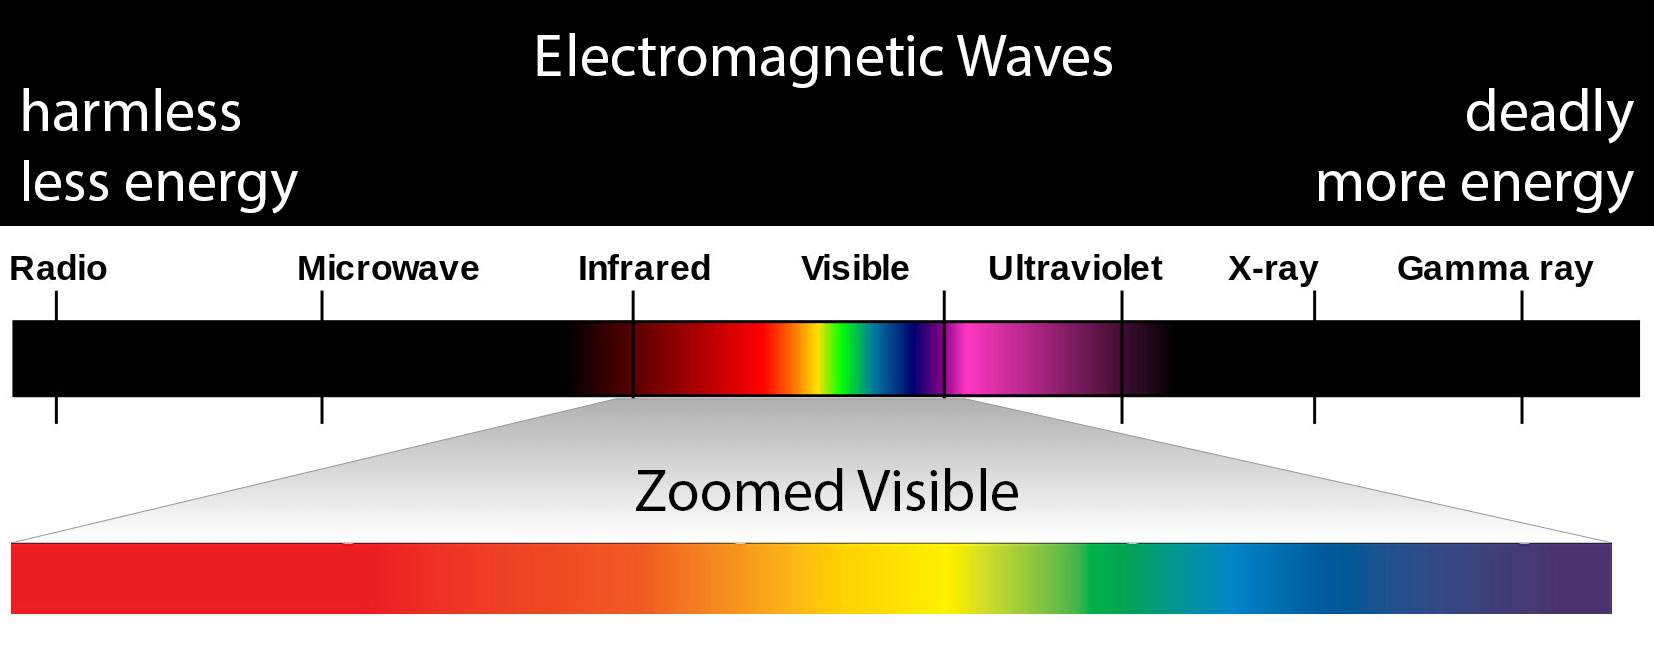 Electromagnetic Waves
harmless
deadly
less energy
more energy
Radio Microwave Infrared Visible Ultraviolet X-ray Gamma ray
Zoomed Visible